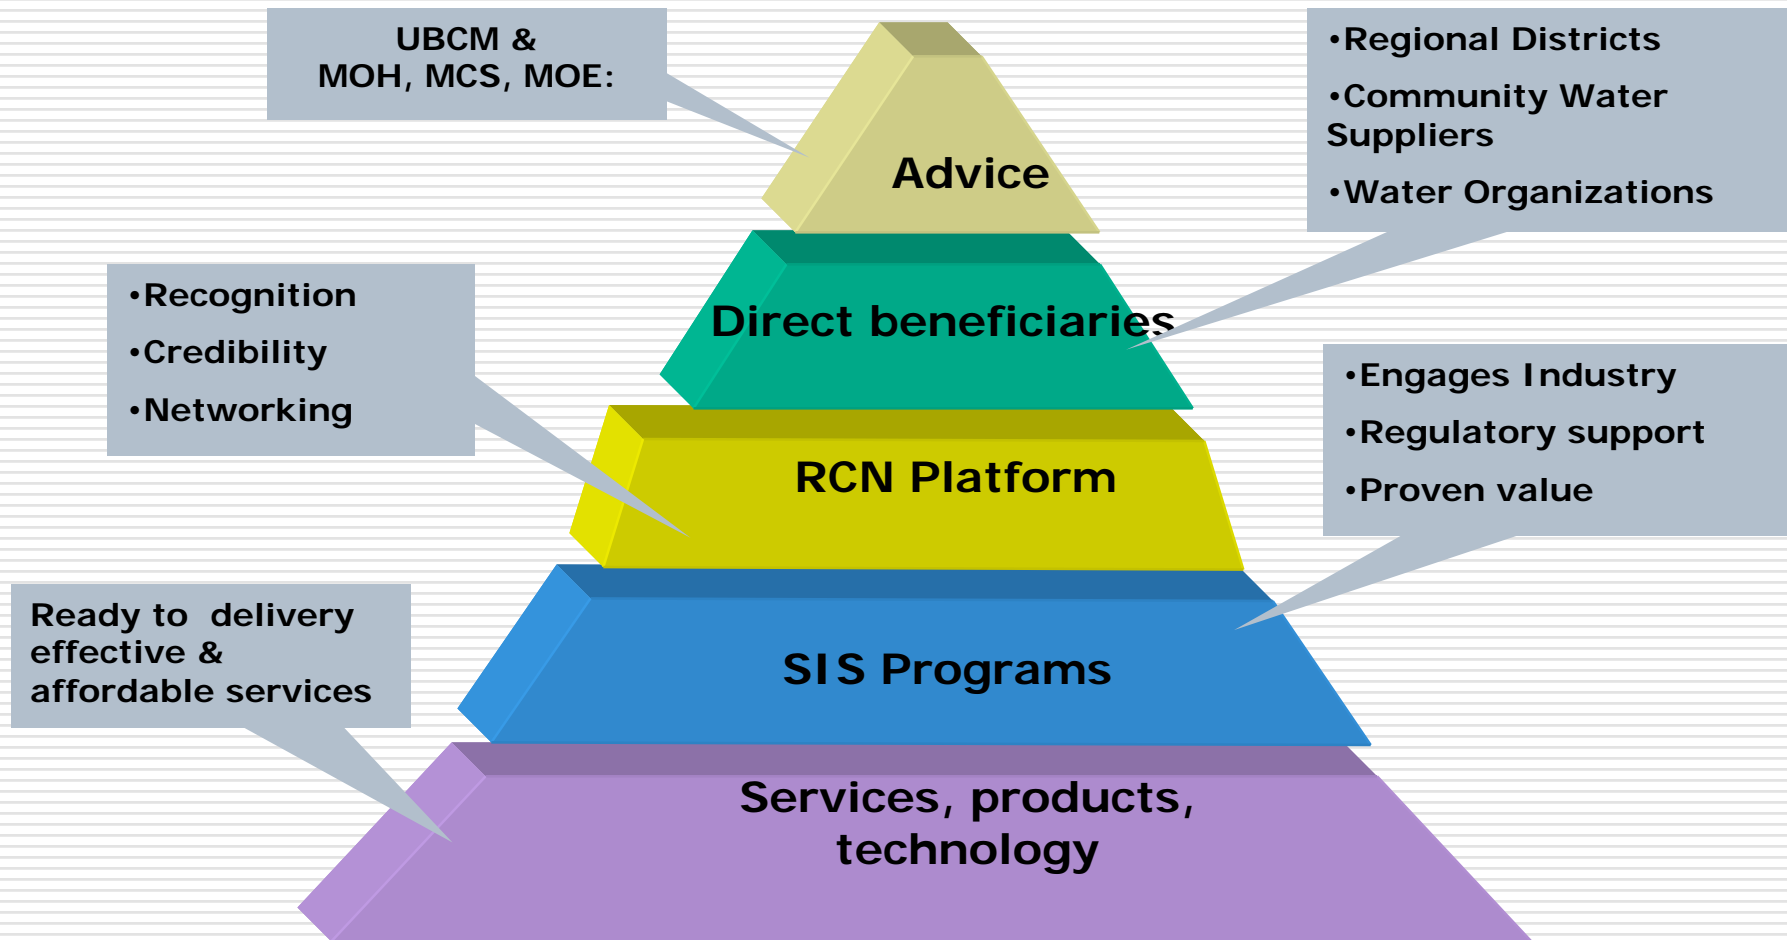 UBCM &
MOH, MCS, MOE:
•Regional Districts
•Community Water
Suppliers
•Water Organizations
Advice
•Recognition
•Credibility
•Networking
Direct beneficiaries
•Engages Industry
•Regulatory support
•Proven value
RCN Platform
Ready to  delivery
effective &
affordable services
SIS Programs
Services, products,
technology